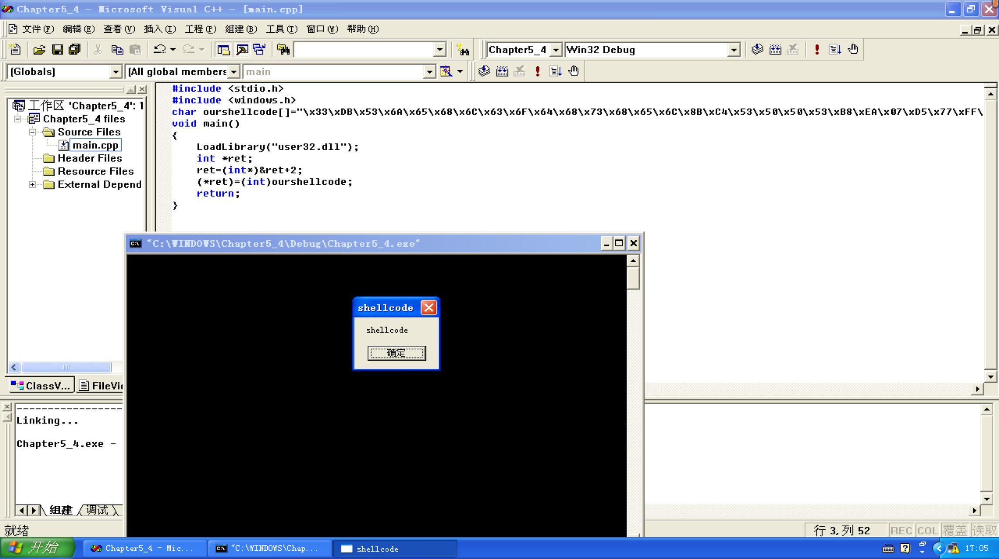 Chapter5_4 - Microsoft Visual C++ - [main.cpp]
文件(F) 编辑(E) 查看(V) 插入(I) 工程(P) 组建(B) 工具(T) 窗口(W) 帮助(H)
Chapter5_4 Win32 Debug
(Globals) (All global members main
#include <stdio.h>
#include <windows.h>
char ourshellcode[]="\x33\xDB\x53\x6A\x65\x68\x6C\x63\x6F\x64\x68\x73\x68\x65\x6C\x8B\xC4\x53\x50\x50\x53\xB8\xEA\x07\xD5\x77\xFF\
void main()
{
LoadLibrary("user32.dll");
int *ret;
ret=(int*)&ret+2;
(*ret)=(int)ourshellcode;
return;
}
工作区 'Chapter5_4': 1
Chapter5_4 files
Source Files
main.cpp
Header Files
Resource Files
External Depend
ClassV... FileVi
"C:\WINDOWS\Chapter5_4\Debug\Chapter5_4.exe"
shellcode
shellcode
确定
Linking...
Chapter5_4.exe -
组建 调试
就绪
行 3, 列 52 REC COL 覆盖 读取
开始 Chapter5_4 - Mic... "C:\WINDOWS\Chap... shellcode 17:05